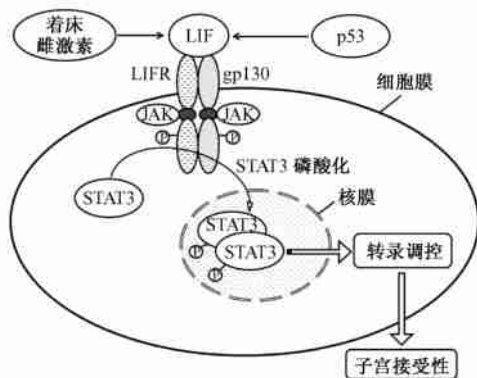 着床
雌激素
LIF
p53
LIFR
gp130
细胞膜
JAK
JAK
P
P
STAT3 磷酸化
STAT3
核膜
STAT3
P
STAT3
P
转录调控
子宫接受性